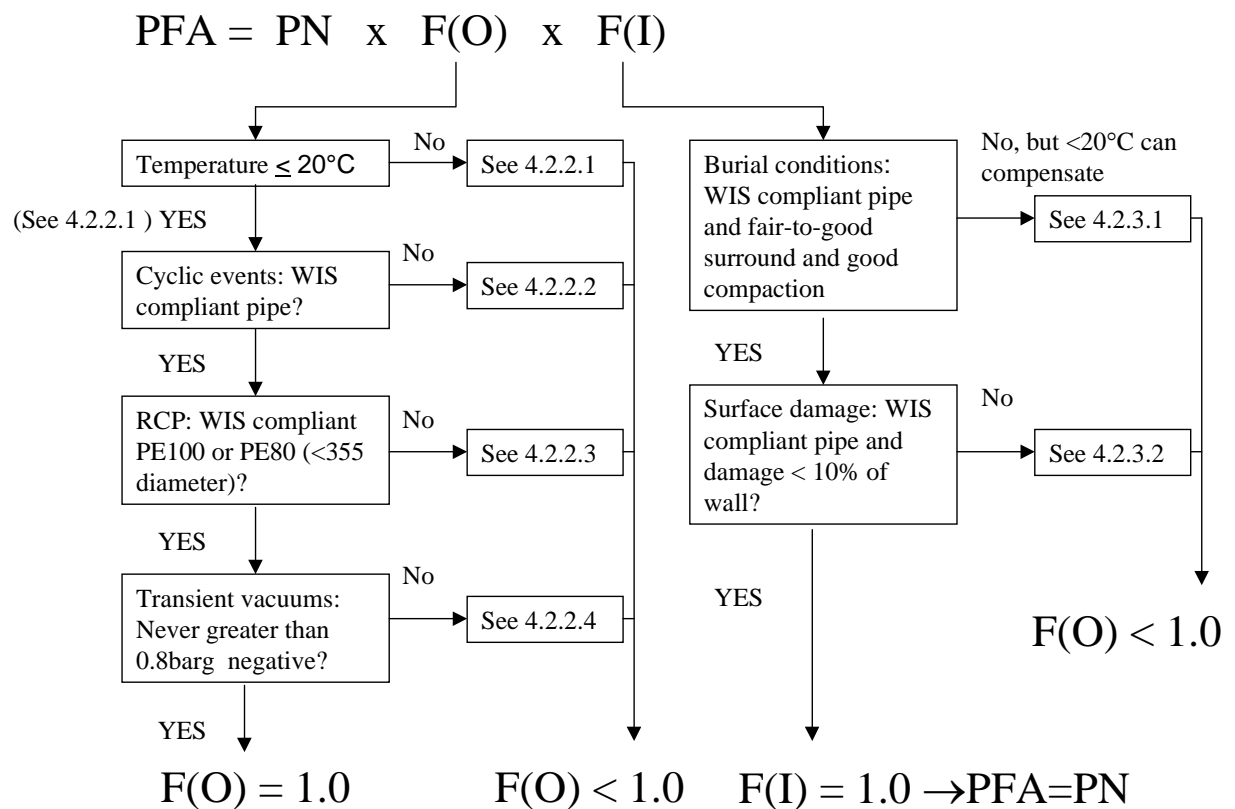 PFA = PN x F(O) x F(I)
Temperature ≤ 20°C
No
See 4.2.2.1
(See 4.2.2.1 ) YES
Cyclic events: WIS
compliant pipe?
No
See 4.2.2.2
YES
RCP: WIS compliant
PE100 or PE80 (<355
diameter)?
No
See 4.2.2.3
YES
Transient vacuums:
Never greater than
0.8barg negative?
No
See 4.2.2.4
YES
F(O) = 1.0
F(O) < 1.0
Burial conditions:
WIS compliant pipe
and fair-to-good
surround and good
compaction
No, but <20°C can
compensate
See 4.2.3.1
YES
Surface damage: WIS
compliant pipe and
damage < 10% of
wall?
No
See 4.2.3.2
YES
F(O) < 1.0
F(I) = 1.0 →PFA=PN